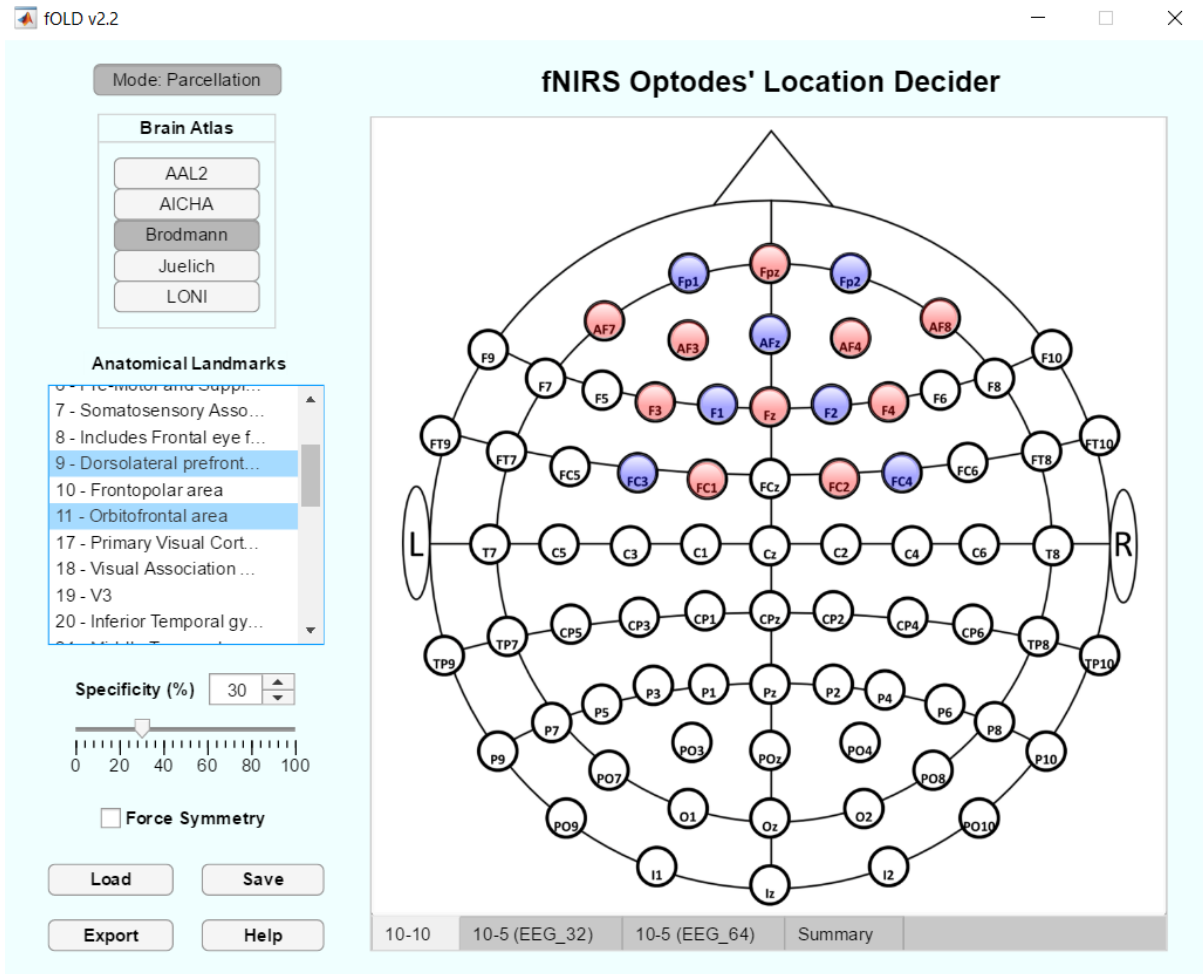 fOLD v2.2
Mode: Parcellation
fNIRS Optodes' Location Decider
Brain Atlas
AAL2
AICHA
Brodmann
Juelich
LONI
Anatomical Landmarks
7 - Somatosensory Asso...
8 - Includes Frontal eye f...
9 - Dorsolateral prefront...
10 - Frontopolar area
11 - Orbitofrontal area
17 - Primary Visual Cort...
18 - Visual Association ...
19 - V3
20 - Inferior Temporal gy...
Specificity (%) 30
0 20 40 60 80 100
Force Symmetry
Load Save
Export Help
Fp1 Fpz Fp2
AF7 AF3 AFz AF4 AF8
F9 F7 F5 F3 F1 Fz F2 F4 F6 F8 F10
FT9 FT7 FC5 FC3 FC1 FCz FC2 FC4 FC6 FT8 FT10
L T7 C5 C3 C1 Cz C2 C4 C6 T8 R
TP9 TP7 CP5 CP3 CP1 CPz CP2 CP4 CP6 TP8 TP10
P9 P7 P5 P3 P1 Pz P2 P4 P6 P8 P10
PO9 PO7 PO3 POz PO4 PO8 PO10
O1 Oz O2
I1 Iz I2
10-10 10-5 (EEG_32) 10-5 (EEG_64) Summary